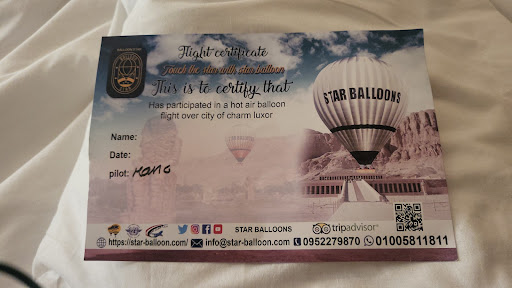 Flight certificate
Touch the star with star balloon
This is to certify that
Has participated in a hot air balloon
flight over city of charm luxor
STAR BALLOONS
Name:
Date:
pilot:
STAR BALLOONS
tripadvisor
https://star-balloon.com/ info@star-balloon.com 0952279870 01005811811